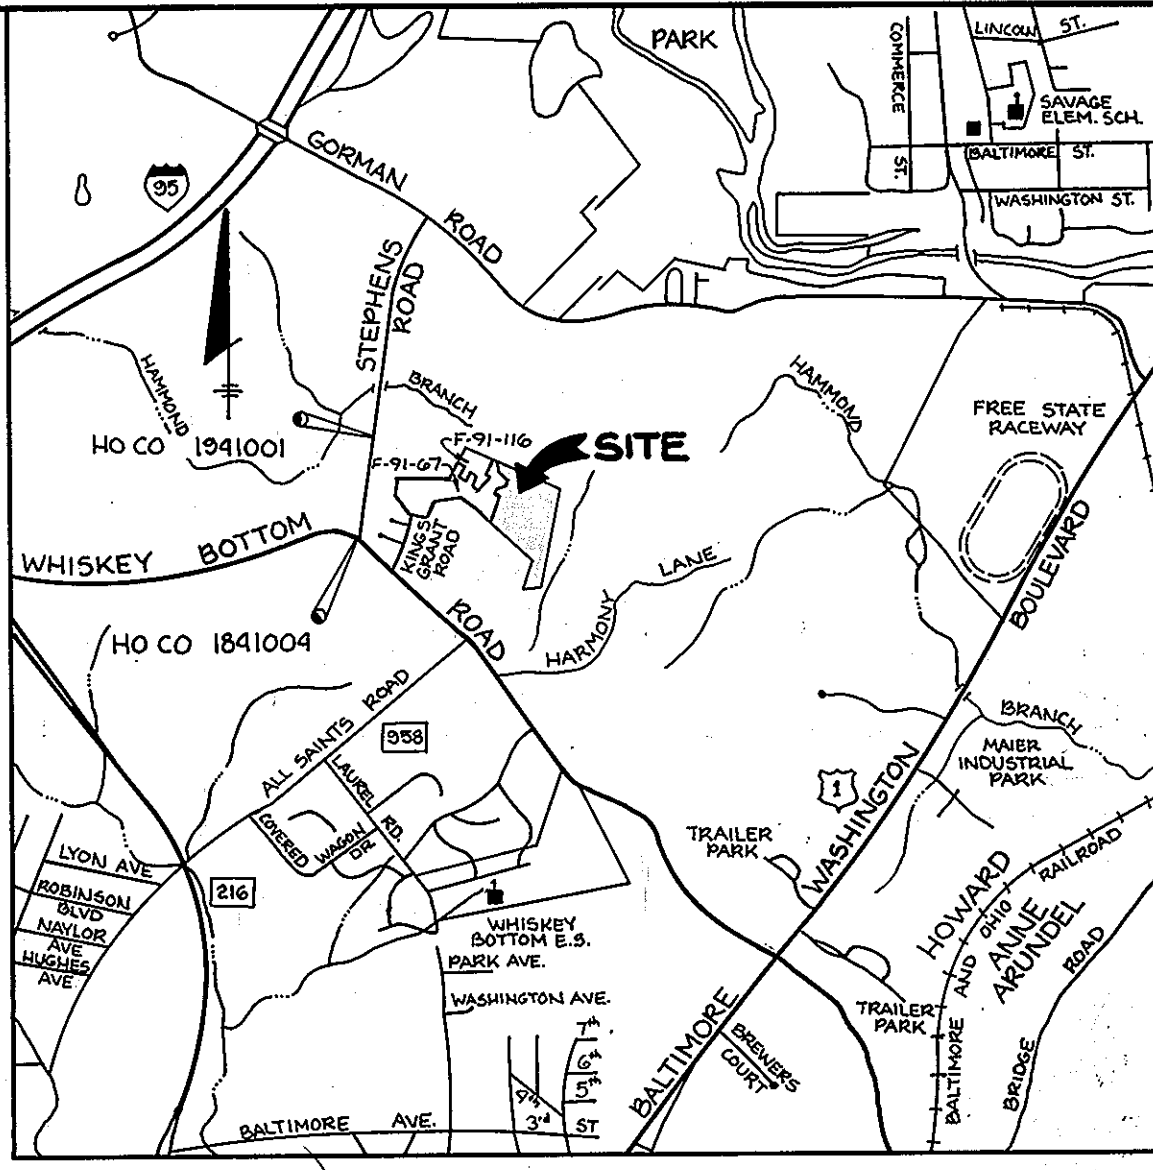 PARK
COMMERCE ST.
LINCOLN ST.
SAVAGE
ELEM. SCH.
BALTIMORE ST.
WASHINGTON ST.
GORMAN ROAD
95
STEPHENS
ROAD
HAMMOND
BRANCH
HO CO 1941001
F-91-116
F-91-67
SITE
HAMMOND
FREE STATE
RACEWAY
WHISKEY BOTTOM ROAD
KING'S
GRANT
ROAD
HARMONY LANE
HO CO 1841004
ALL SAINTS ROAD
958
LAUREL RD.
COVERED WAGON
DR.
BRANCH
MAIER
INDUSTRIAL
PARK
1
BALTIMORE WASHINGTON BOULEVARD
TRAILER
PARK
LYON AVE
ROBINSON
BLVD
NAYLOR
AVE
HUGHES
AVE
216
WHISKEY
BOTTOM E.S.
PARK AVE.
WASHINGTON AVE.
7th
6th
5th
4th
3rd
ST
BALTIMORE AVE.
BREWERS
COURT
TRAILER
PARK
HOWARD
ANNE
ARUNDEL
BALTIMORE AND OHIO RAILROAD
BRIDGE ROAD